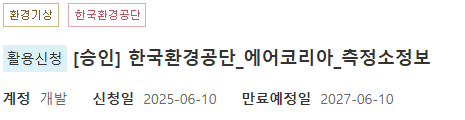 환경기상 한국환경공단
활용신청 [승인] 한국환경공단_에어코리아_측정소정보
계정 개발 신청일 2025-06-10 만료예정일 2027-06-10